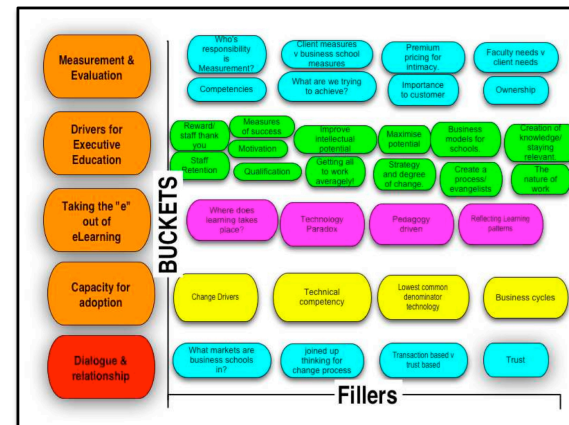 Measurement &
Evaluation
Who's
responsibility
is
Measurement?
Client measures
v business school
measures
Premium
pricing for
intimacy.
Faculty needs v
client needs
Competencies
What are we trying
to achieve?
Importance
to customer
Ownership
Drivers for
Executive
Education
Reward/
staff thank
you
Measures
of success
Motivation
Improve
intellectual
potential
Maximise
potential
Business
models for
schools.
Creation of
knowledge/
staying
relevant.
Staff
Retention
Qualification
Getting all
to work
averagely!
Strategy
and degree
of change.
Create a
process/
evangelists
The
nature of
work
Taking the "e"
out of
eLearning
Where does
learning takes
place?
Technology
Paradox
Pedagogy
driven
Reflecting Learning
patterns
Capacity for
adoption
Change Drivers
Technical
competency
Lowest common
denominator
technology
Business cycles
Dialogue &
relationship
What markets are
business schools
in?
joined up
thinking for
change process
Transaction based v
trust based
Trust
BUCKETS
Fillers